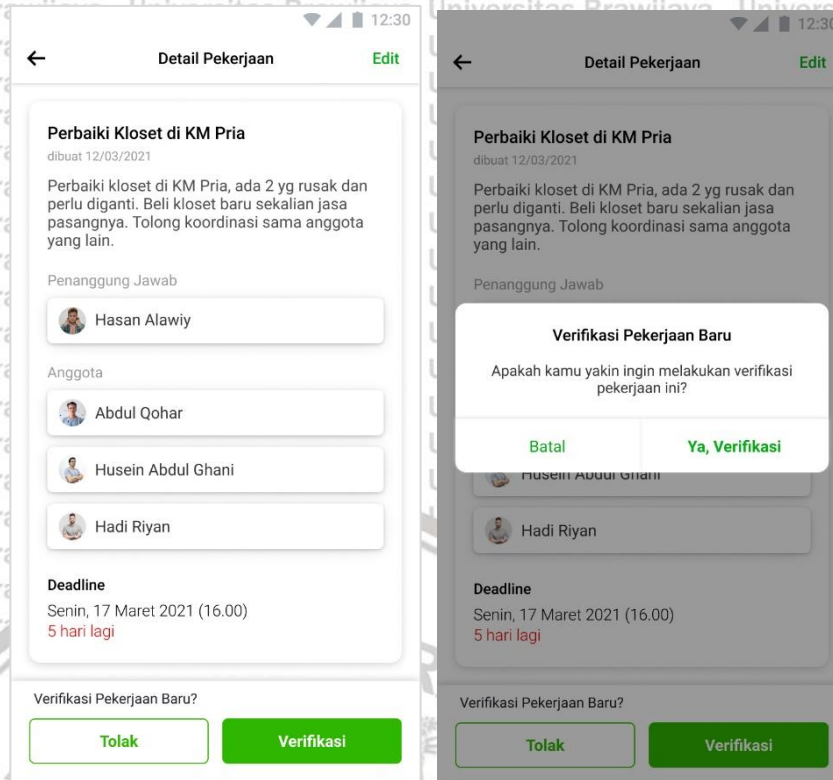 Universitas Brawijaya
12:30
Detail Pekerjaan
Edit
Perbaiki Kloset di KM Pria
dibuat 12/03/2021
Perbaiki kloset di KM Pria, ada 2 yg rusak dan
perlu diganti. Beli kloset baru sekalian jasa
pasangnya. Tolong koordinasi sama anggota
yang lain.
Penanggung Jawab
Hasan Alawiy
Anggota
Abdul Qohar
Husein Abdul Ghani
Hadi Riyan
Deadline
Senin, 17 Maret 2021 (16.00)
5 hari lagi
Verifikasi Pekerjaan Baru?
Tolak
Verifikasi
12:30
Detail Pekerjaan
Edit
Perbaiki Kloset di KM Pria
dibuat 12/03/2021
Perbaiki kloset di KM Pria, ada 2 yg rusak dan
perlu diganti. Beli kloset baru sekalian jasa
pasangnya. Tolong koordinasi sama anggota
yang lain.
Penanggung Jawab
Verifikasi Pekerjaan Baru
Apakah kamu yakin ingin melakukan verifikasi
pekerjaan ini?
Batal
Ya, Verifikasi
Husein Abdul Ghani
Hadi Riyan
Deadline
Senin, 17 Maret 2021 (16.00)
5 hari lagi
Verifikasi Pekerjaan Baru?
Tolak
Verifikasi